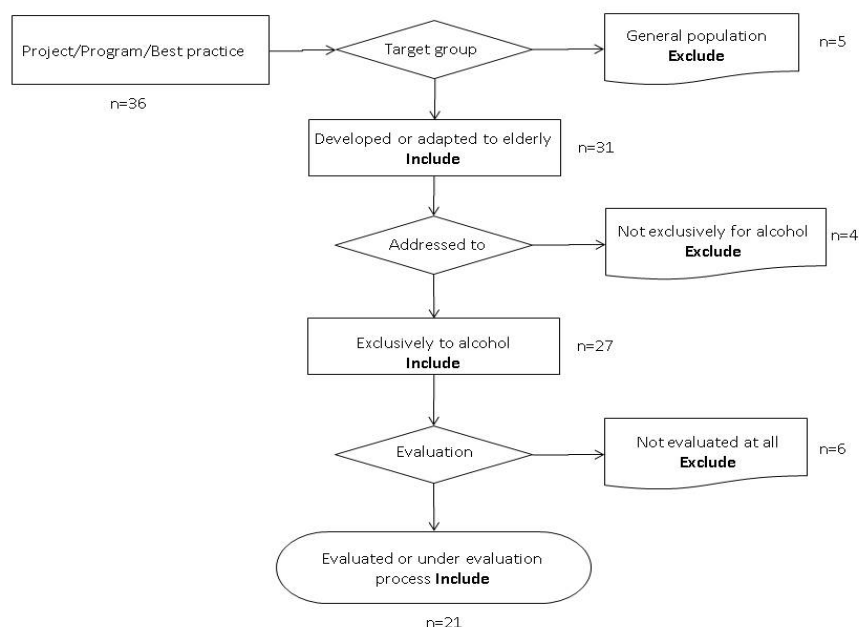 Project/Program/Best practice
n=36
Target group
General population
Exclude
n=5
Developed or adapted to elderly
Include
n=31
Addressed to
Not exclusively for alcohol
Exclude
n=4
Exclusively to alcohol
Include
n=27
Evaluation
Not evaluated at all
Exclude
n=6
Evaluated or under evaluation
process Include
n=21